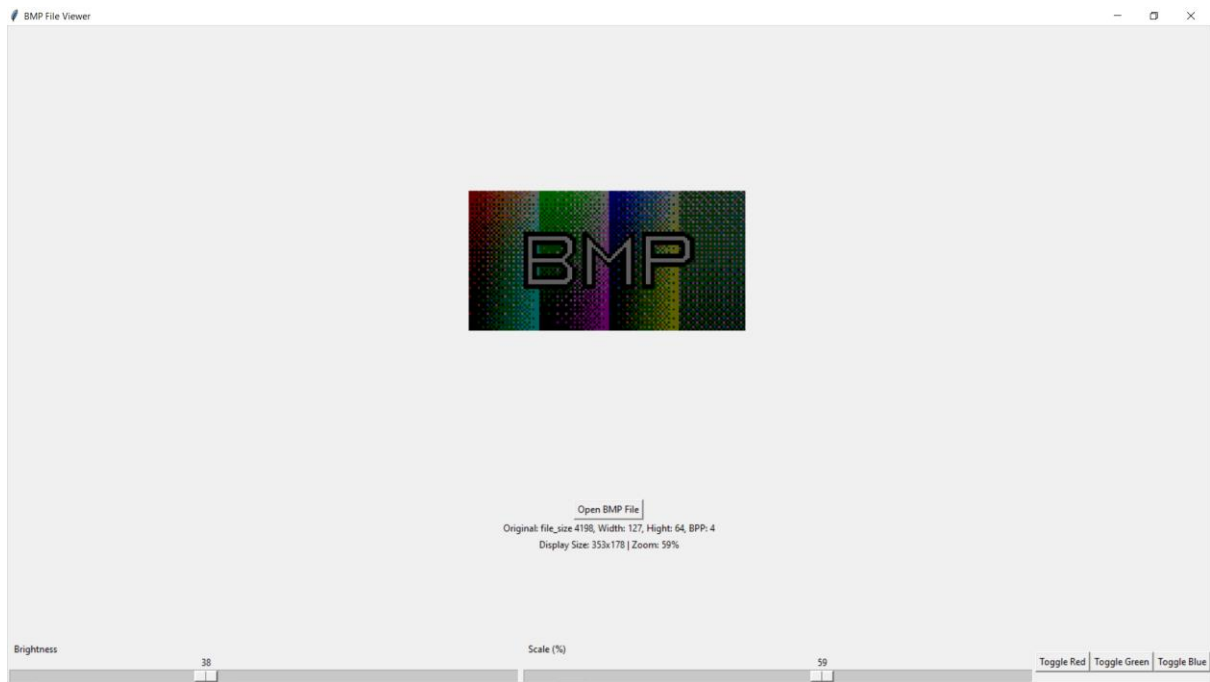 BMP File Viewer
BMP
Open BMP File
Original: file_size 4198, Width: 127, Hight: 64, BPP: 4
Display Size: 353x178 | Zoom: 59%
Brightness
Scale (%)
38
59
Toggle Red Toggle Green Toggle Blue